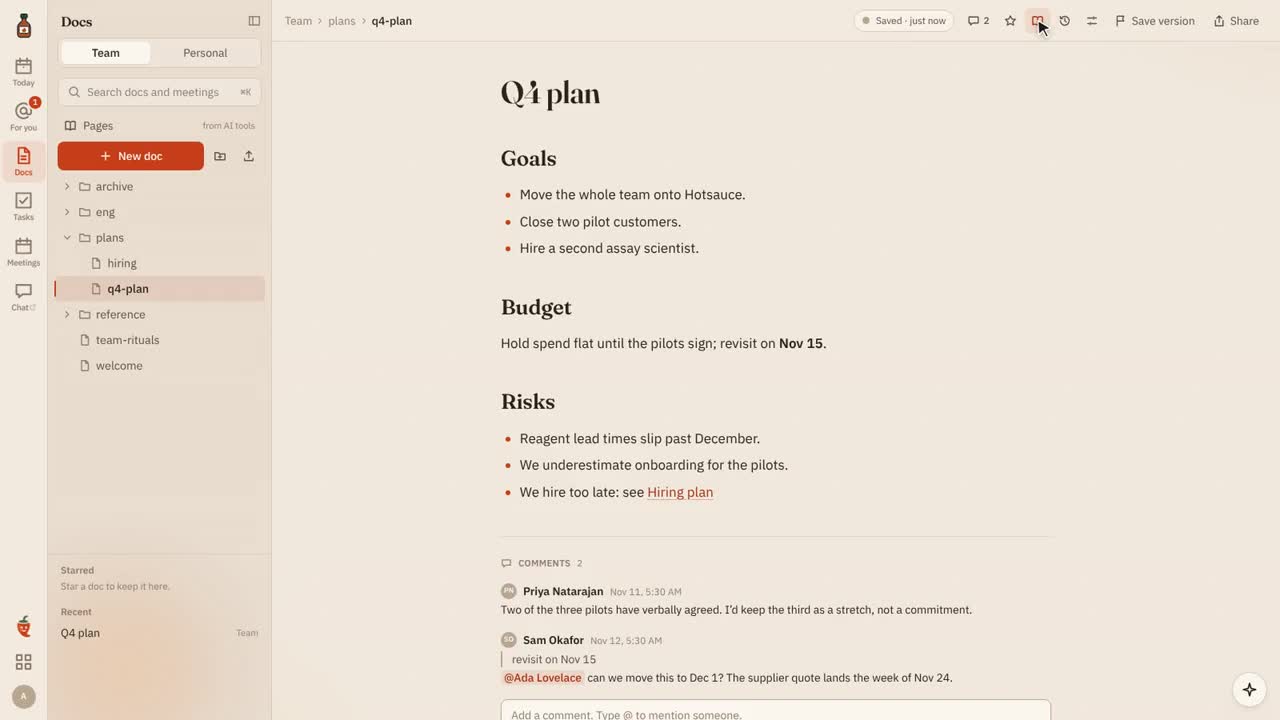 Docs
Team
Personal
Search docs and meetings ⌘K
Pages
from AI tools
+ New doc
archive
eng
plans
hiring
q4-plan
reference
team-rituals
welcome
Starred
Star a doc to keep it here.
Recent
Q4 plan
Team
Today
1
For you
Docs
Tasks
Meetings
Chat
A
Team > plans > q4-plan
Saved · just now
2
Save version
Share
Q4 plan
Goals
• Move the whole team onto Hotsauce.
• Close two pilot customers.
• Hire a second assay scientist.
Budget
Hold spend flat until the pilots sign; revisit on Nov 15.
Risks
• Reagent lead times slip past December.
• We underestimate onboarding for the pilots.
• We hire too late: see Hiring plan
COMMENTS 2
PN Priya Natarajan Nov 11, 5:30 AM
Two of the three pilots have verbally agreed. I'd keep the third as a stretch, not a commitment.
SO Sam Okafor Nov 12, 5:30 AM
revisit on Nov 15
@Ada Lovelace can we move this to Dec 1? The supplier quote lands the week of Nov 24.
Add a comment. Type @ to mention someone.